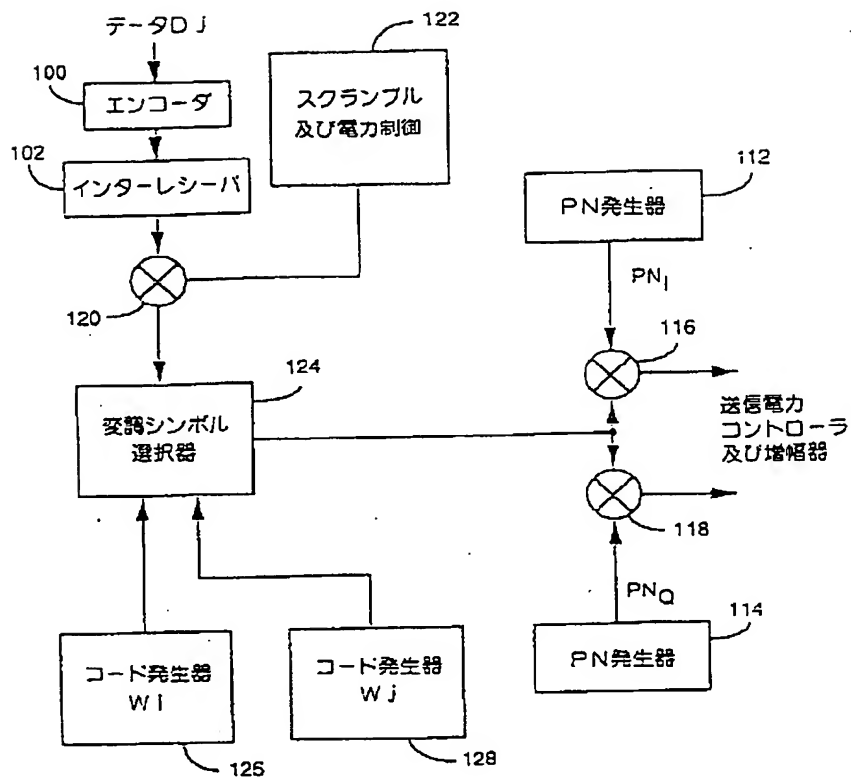 データDj
122
100
エンコーダ
スクランブル
及び電力制御
102
インターレシーバ
112
PN発生器
PNI
120
116
124
変調シンボル
選択器
送信電力
コントローラ
及び増幅器
118
PNQ
114
PN発生器
コード発生器
Wi
コード発生器
Wj
125
128